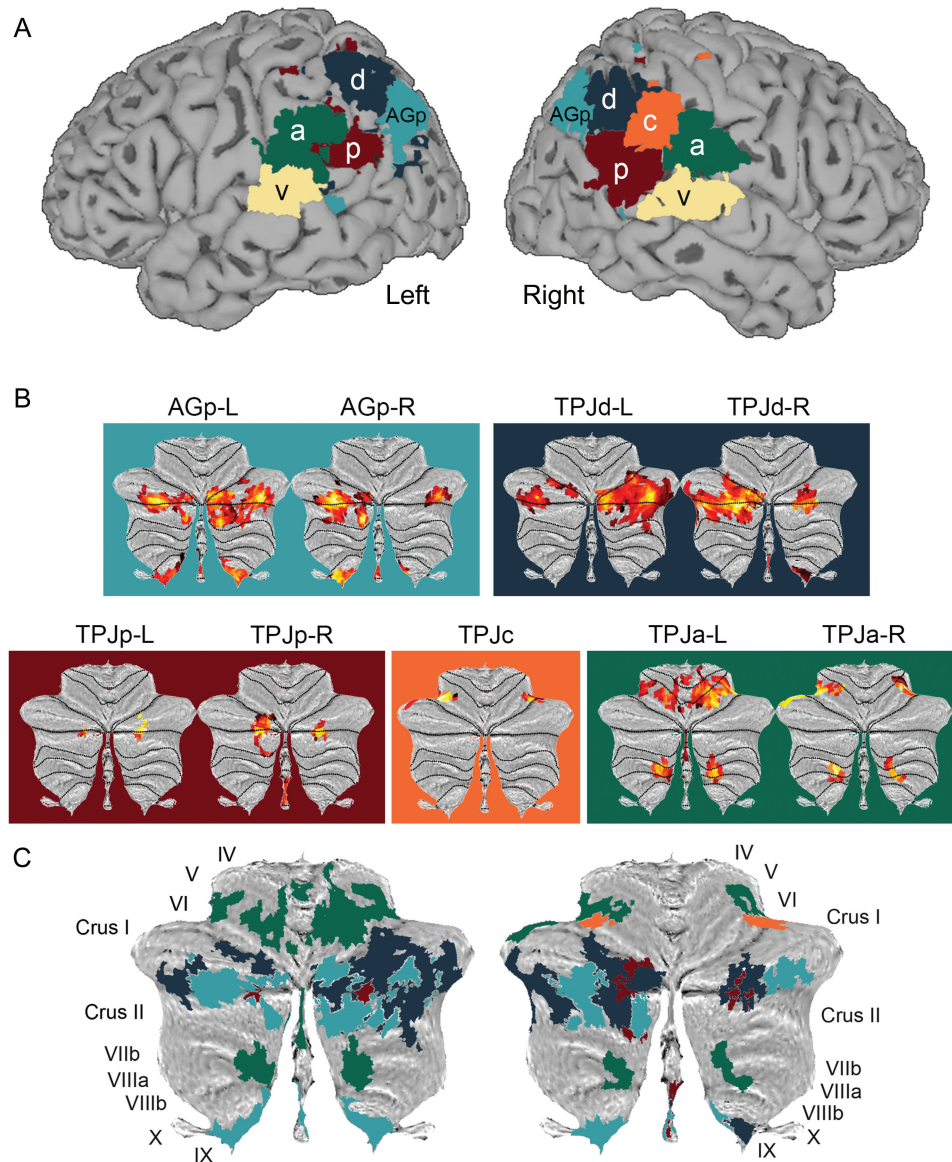 A
d
AGp
a
p
v
AGp
d
c
a
p
v
Left
Right
B
AGp-L AGp-R TPJd-L TPJd-R
TPJp-L TPJp-R TPJc TPJa-L TPJa-R
C
IV
V
VI
Crus I
Crus II
VIIb
VIIIa
VIIIb
X
IX
IV
V
VI
Crus I
Crus II
VIIb
VIIIa
VIIIb
X
IX